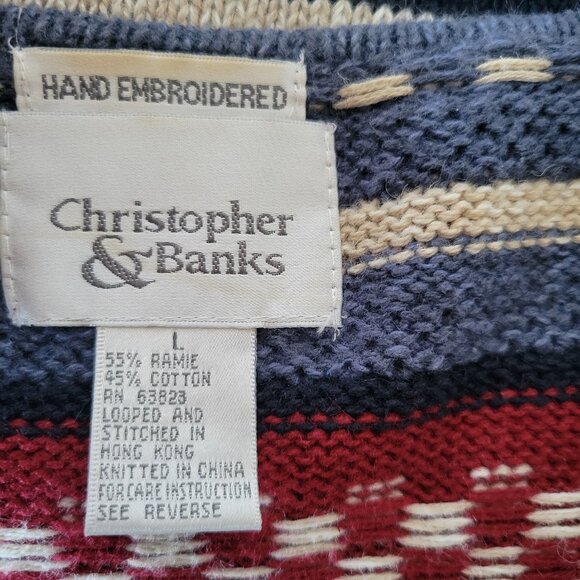 HAND EMBROIDERED
Christopher
& Banks
L
55% RAMIE
45% COTTON
RN 63823
LOOPED AND
STITCHED IN
HONG KONG
KNITTED IN CHINA
FOR CARE INSTRUCTION
SEE REVERSE